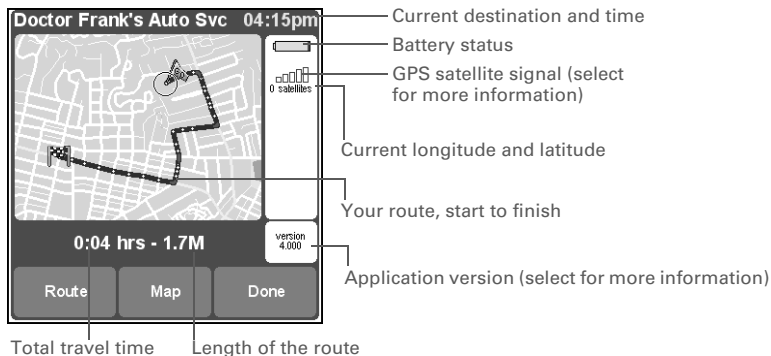 Doctor Frank's Auto Svc 04:15pm
Current destination and time
Battery status
GPS satellite signal (select
for more information)
0 satellites
Current longitude and latitude
Your route, start to finish
0:04 hrs - 1.7M
version
4.000
Application version (select for more information)
Route Map Done
Total travel time Length of the route